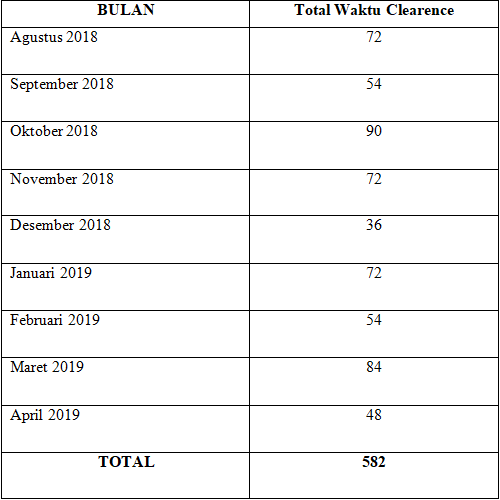 BULAN Total Waktu Clearence
Agustus 2018 72
September 2018 54
Oktober 2018 90
November 2018 72
Desember 2018 36
Januari 2019 72
Februari 2019 54
Maret 2019 84
April 2019 48
TOTAL 582